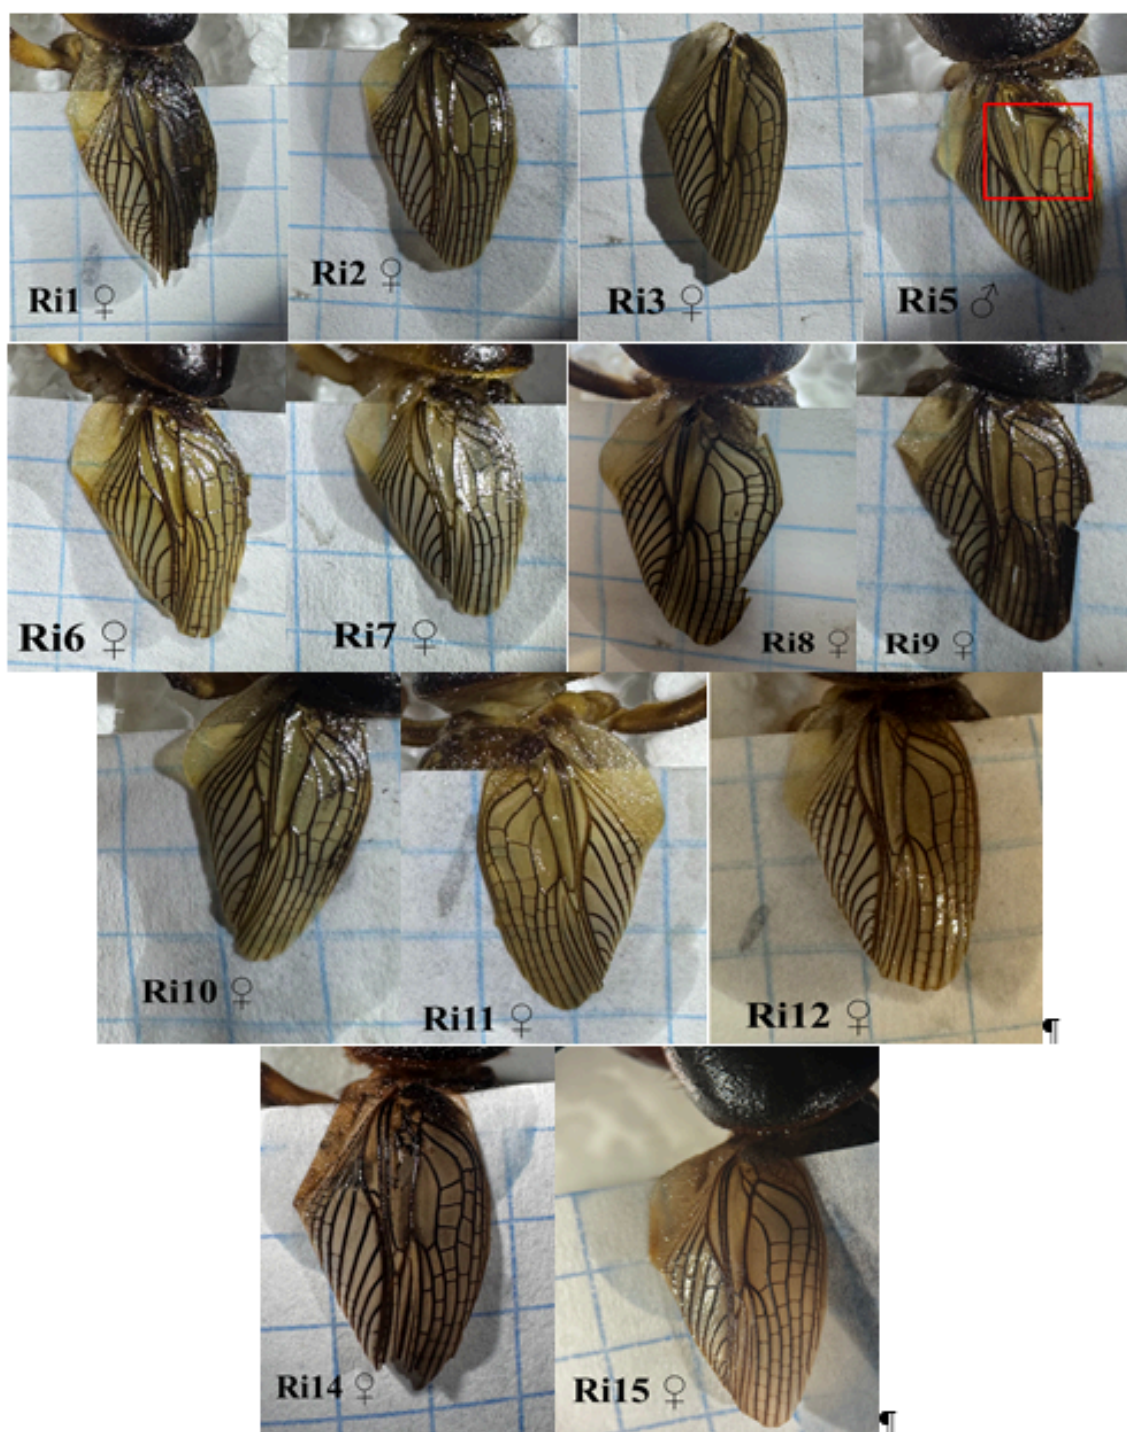 Ri1 ♀
Ri2 ♀
Ri3 ♀
Ri5 ♂
Ri6 ♀
Ri7 ♀
Ri8 ♀
Ri9 ♀
Ri10 ♀
Ri11 ♀
Ri12 ♀
¶
Ri14 ♀
Ri15 ♀
¶